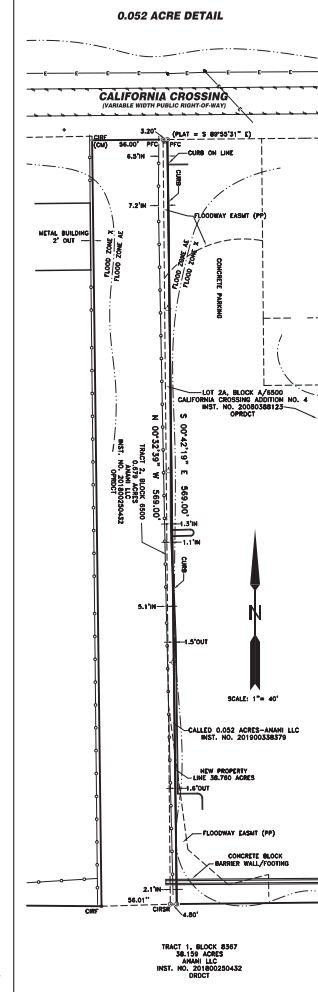 0.052 ACRE DETAIL
CALIFORNIA CROSSING
(VARIABLE WIDTH PUBLIC RIGHT-OF-WAY)
3.20'
(PLAT = S 89°55'31" E)
CIRF
(CM)
56.00'
PFC
PFC
6.5'IN
CURB ON LINE
CURB
7.2'IN
FLOODWAY EASMT (PP)
METAL BUILDING
2' OUT
FLOOD ZONE X
FLOOD ZONE AE
FLOOD ZONE AE
FLOOD ZONE X
CONCRETE PARKING
LOT 2A, BLOCK A/6500
CALIFORNIA CROSSING ADDITION NO. 4
INST. NO. 20080388123
OPRDCT
S 00°42'19" E 569.00'
N 00°32'39" W 569.00'
TRACT 2, BLOCK 6500
0.679 ACRES
ANANI LLC
INST. NO. 201800250432
OPRDCT
1.3'IN
1.1'IN
CURB
5.1'IN
N
1.5'OUT
SCALE: 1"= 40'
CALLED 0.052 ACRES-ANANI LLC
INST. NO. 201900338379
NEW PROPERTY
LINE 38.780 ACRES
1.6'OUT
FLOODWAY EASMT (PP)
CONCRETE BLOCK
BARRIER WALL/FOOTING
2.1'IN
56.01'
CIRF
CIRSR
4.80'
TRACT 1, BLOCK 8367
38.159 ACRES
ANANI LLC
INST. NO. 201800250432
DRDCT